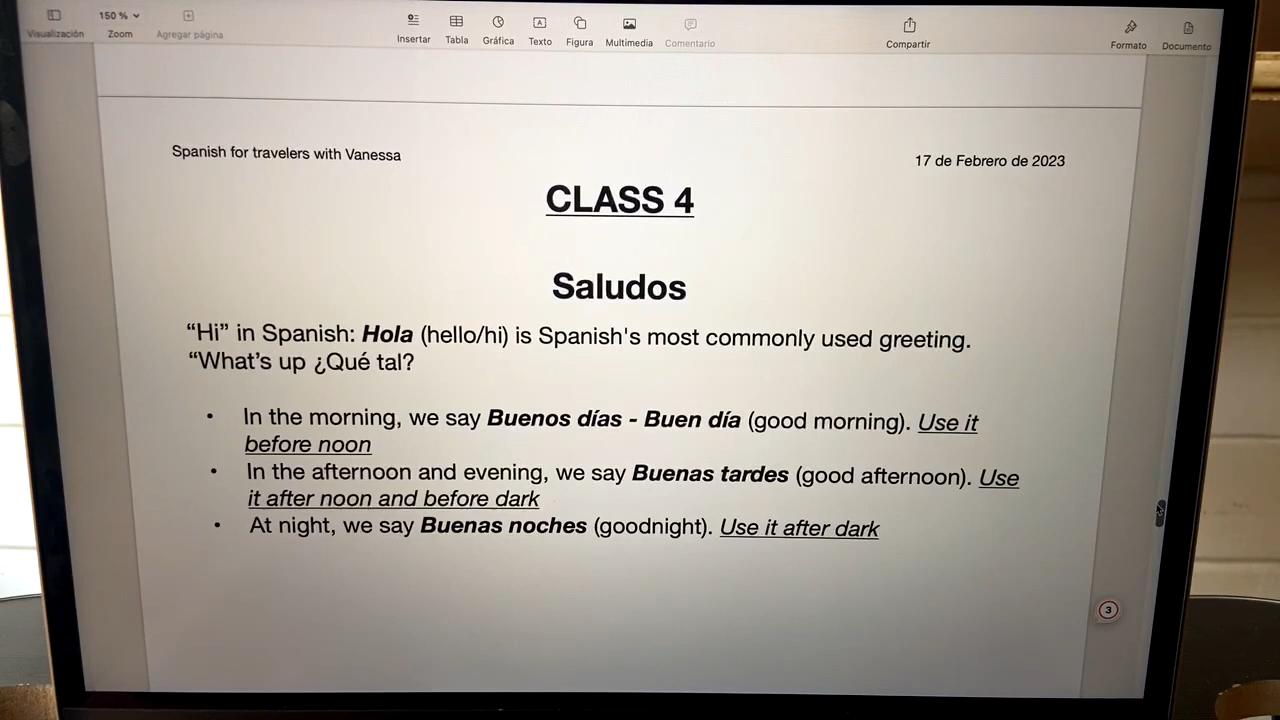 150 %
Visualización Zoom Agregar página Insertar Tabla Gráfica Texto Figura Multimedia Comentario Compartir Formato Documento
Spanish for travelers with Vanessa 17 de Febrero de 2023
CLASS 4
Saludos
“Hi” in Spanish: Hola (hello/hi) is Spanish's most commonly used greeting.
“What’s up ¿Qué tal?
• In the morning, we say Buenos días - Buen día (good morning). Use it
before noon
• In the afternoon and evening, we say Buenas tardes (good afternoon). Use
it after noon and before dark
• At night, we say Buenas noches (goodnight). Use it after dark
3